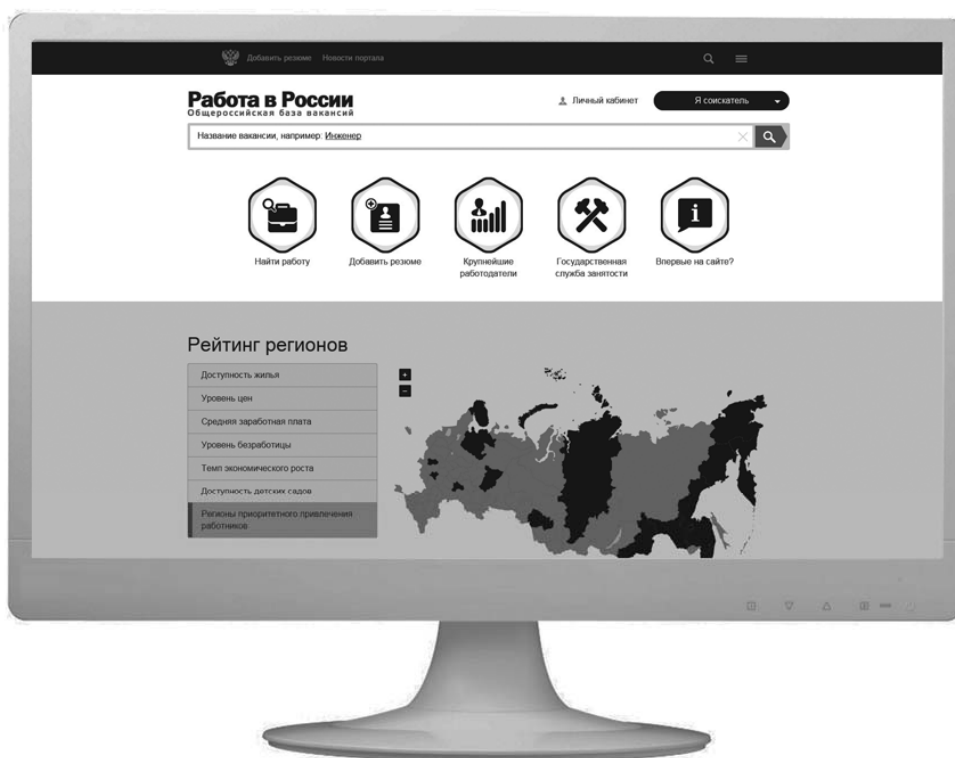 Добавить резюме Новости портала
Работа в России
Общероссийская база вакансий
Личный кабинет
Я соискатель
Название вакансии, например: Инженер
Найти работу
Добавить резюме
Крупнейшие
работодатели
Государственная
служба занятости
Впервые на сайте?
Рейтинг регионов
Доступность жилья
Уровень цен
Средняя заработная плата
Уровень безработицы
Темп экономического роста
Доступность детских садов
Регионы приоритетного привлечения
работников